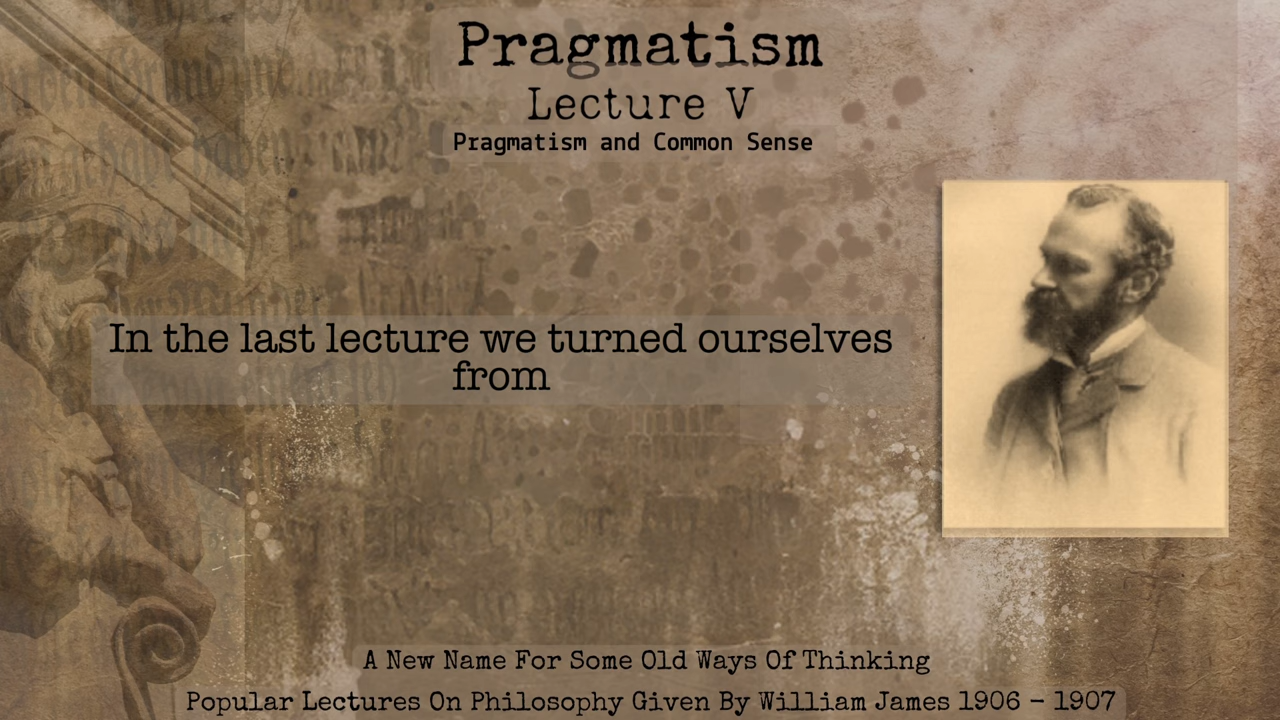 Pragmatism
Lecture V
Pragmatism and Common Sense
In the last lecture we turned ourselves
from
A New Name For Some Old Ways Of Thinking
Popular Lectures On Philosophy Given By William James 1906 - 1907